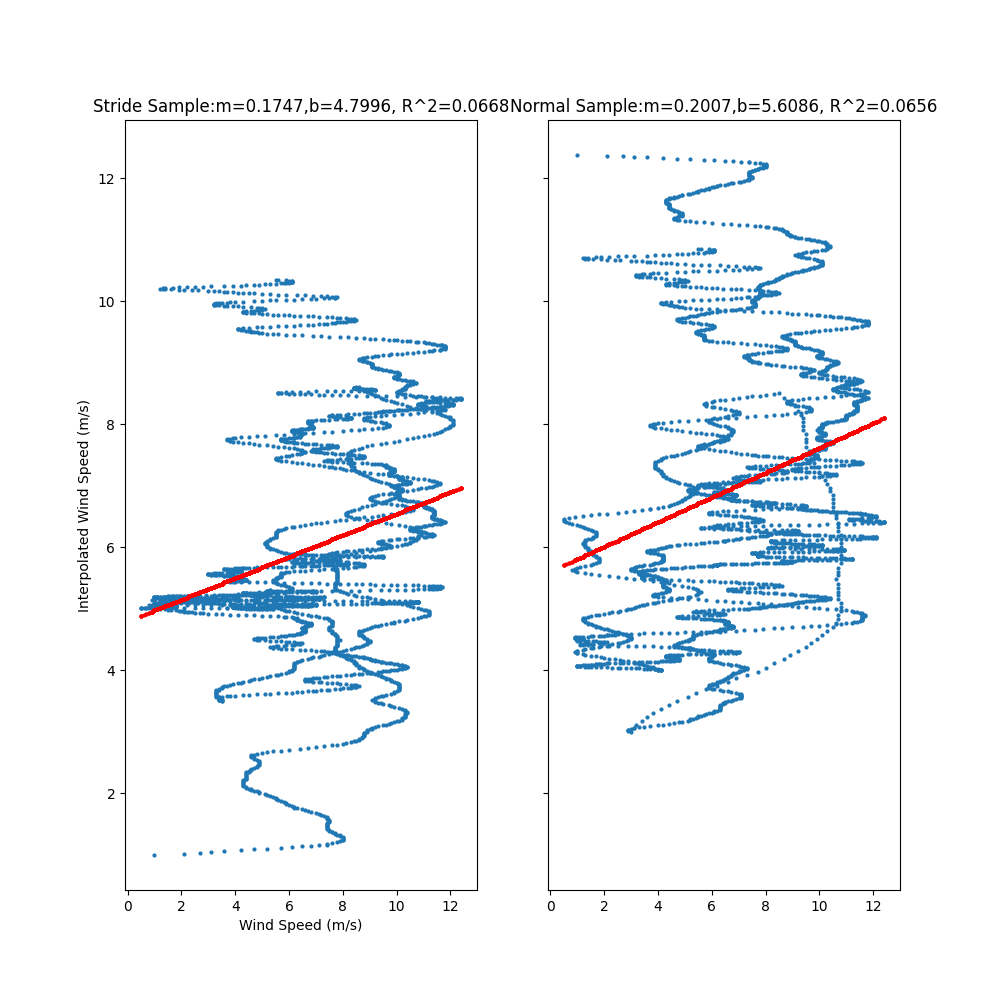 Stride Sample:m=0.1747,b=4.7996, R^2=0.0668
Normal Sample:m=0.2007,b=5.6086, R^2=0.0656
Interpolated Wind Speed (m/s)
12
10
8
6
4
2
0 2 4 6 8 10 12
Wind Speed (m/s)
0 2 4 6 8 10 12